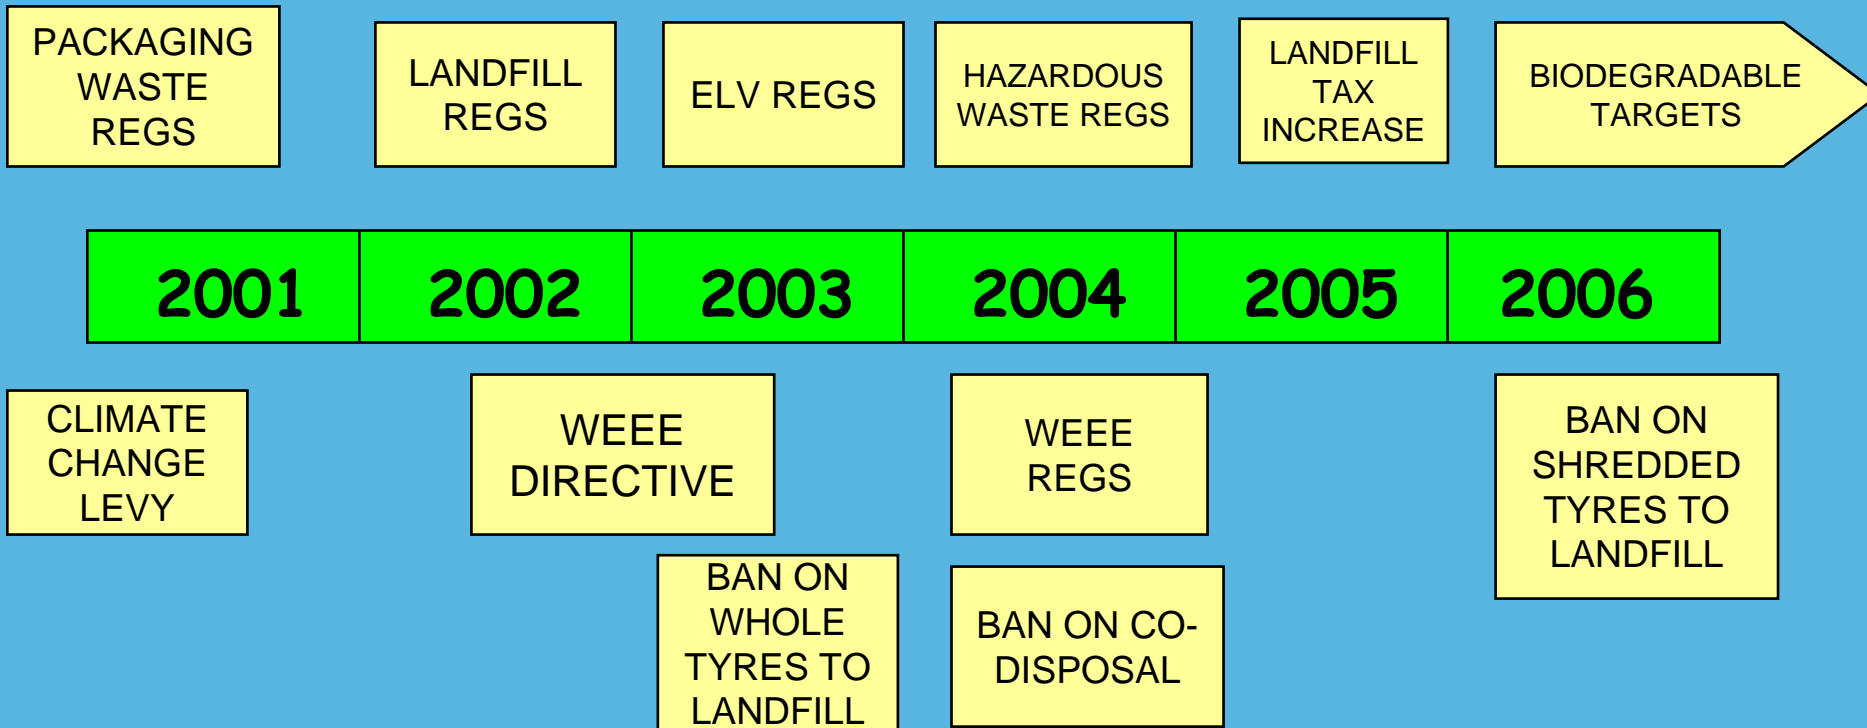 PACKAGING
WASTE
REGS
LANDFILL
REGS
ELV REGS
HAZARDOUS
WASTE REGS
LANDFILL
TAX
INCREASE
BIODEGRADABLE
TARGETS
2001
2002
2003
2004
2005
2006
CLIMATE
CHANGE
LEVY
WEEE
DIRECTIVE
WEEE
REGS
BAN ON
SHREDDED
TYRES TO
LANDFILL
BAN ON
WHOLE
TYRES TO
LANDFILL
BAN ON CO-
DISPOSAL